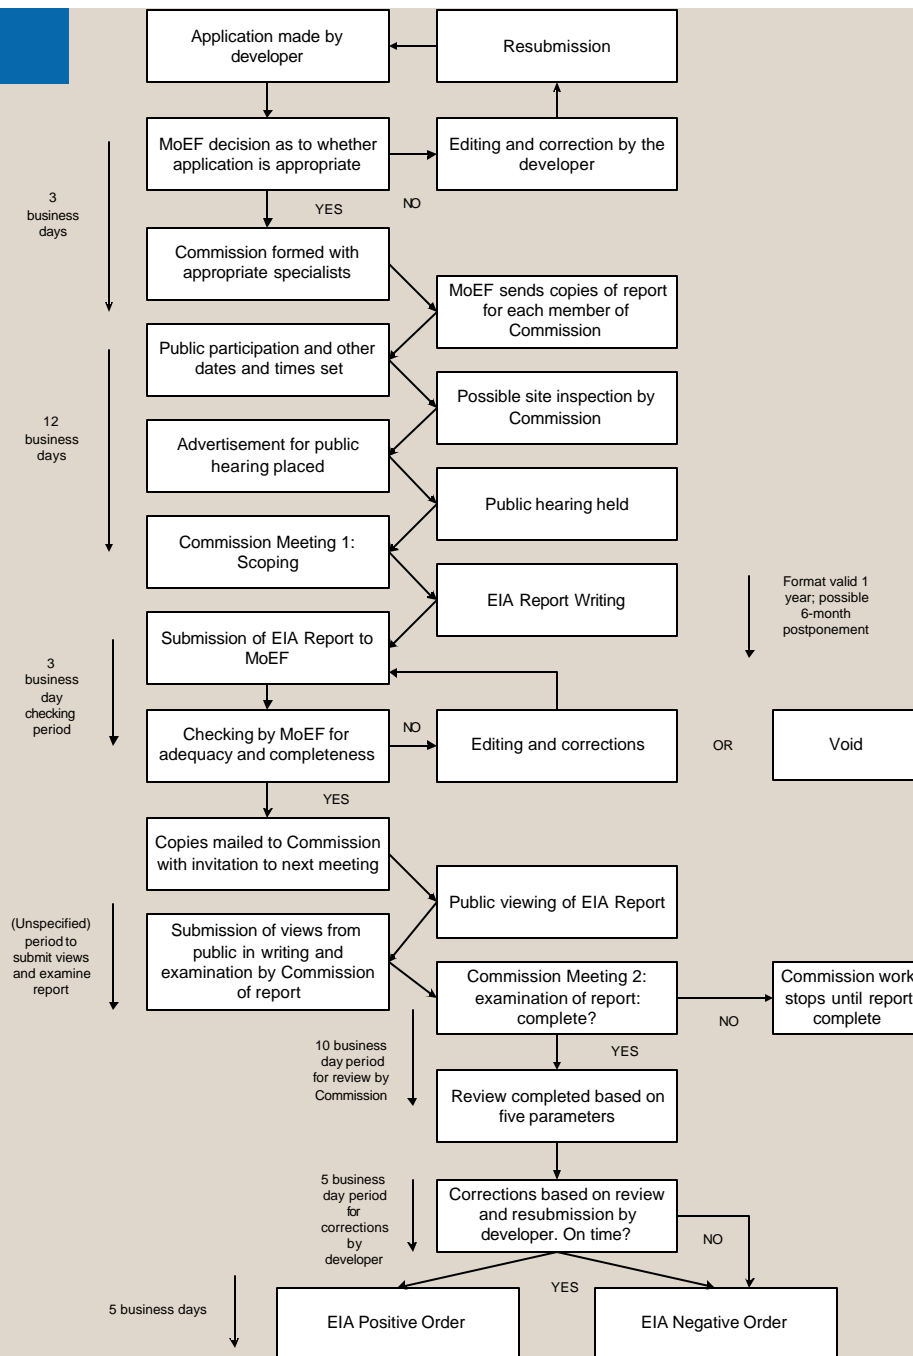 Application made by
developer
Resubmission
MoEF decision as to whether
application is appropriate
Editing and correction by the
developer
3
business
days
YES
NO
Commission formed with
appropriate specialists
MoEF sends copies of report
for each member of
Commission
Public participation and other
dates and times set
Possible site inspection by
Commission
12
business
days
Advertisement for public
hearing placed
Public hearing held
Commission Meeting 1:
Scoping
EIA Report Writing
Format valid 1
year; possible
6-month
postponement
Submission of EIA Report to
MoEF
3
business
day
checking
period
Checking by MoEF for
adequacy and completeness
NO
Editing and corrections
OR
Void
YES
Copies mailed to Commission
with invitation to next meeting
Public viewing of EIA Report
(Unspecified)
period to
submit views
and examine
report
Submission of views from
public in writing and
examination by Commission
of report
Commission Meeting 2:
examination of report:
complete?
NO
Commission work
stops until report
complete
YES
10 business
day period
for review by
Commission
Review completed based on
five parameters
5 business
day period
for
corrections
by
developer
Corrections based on review
and resubmission by
developer. On time?
NO
YES
5 business days
EIA Positive Order
EIA Negative Order